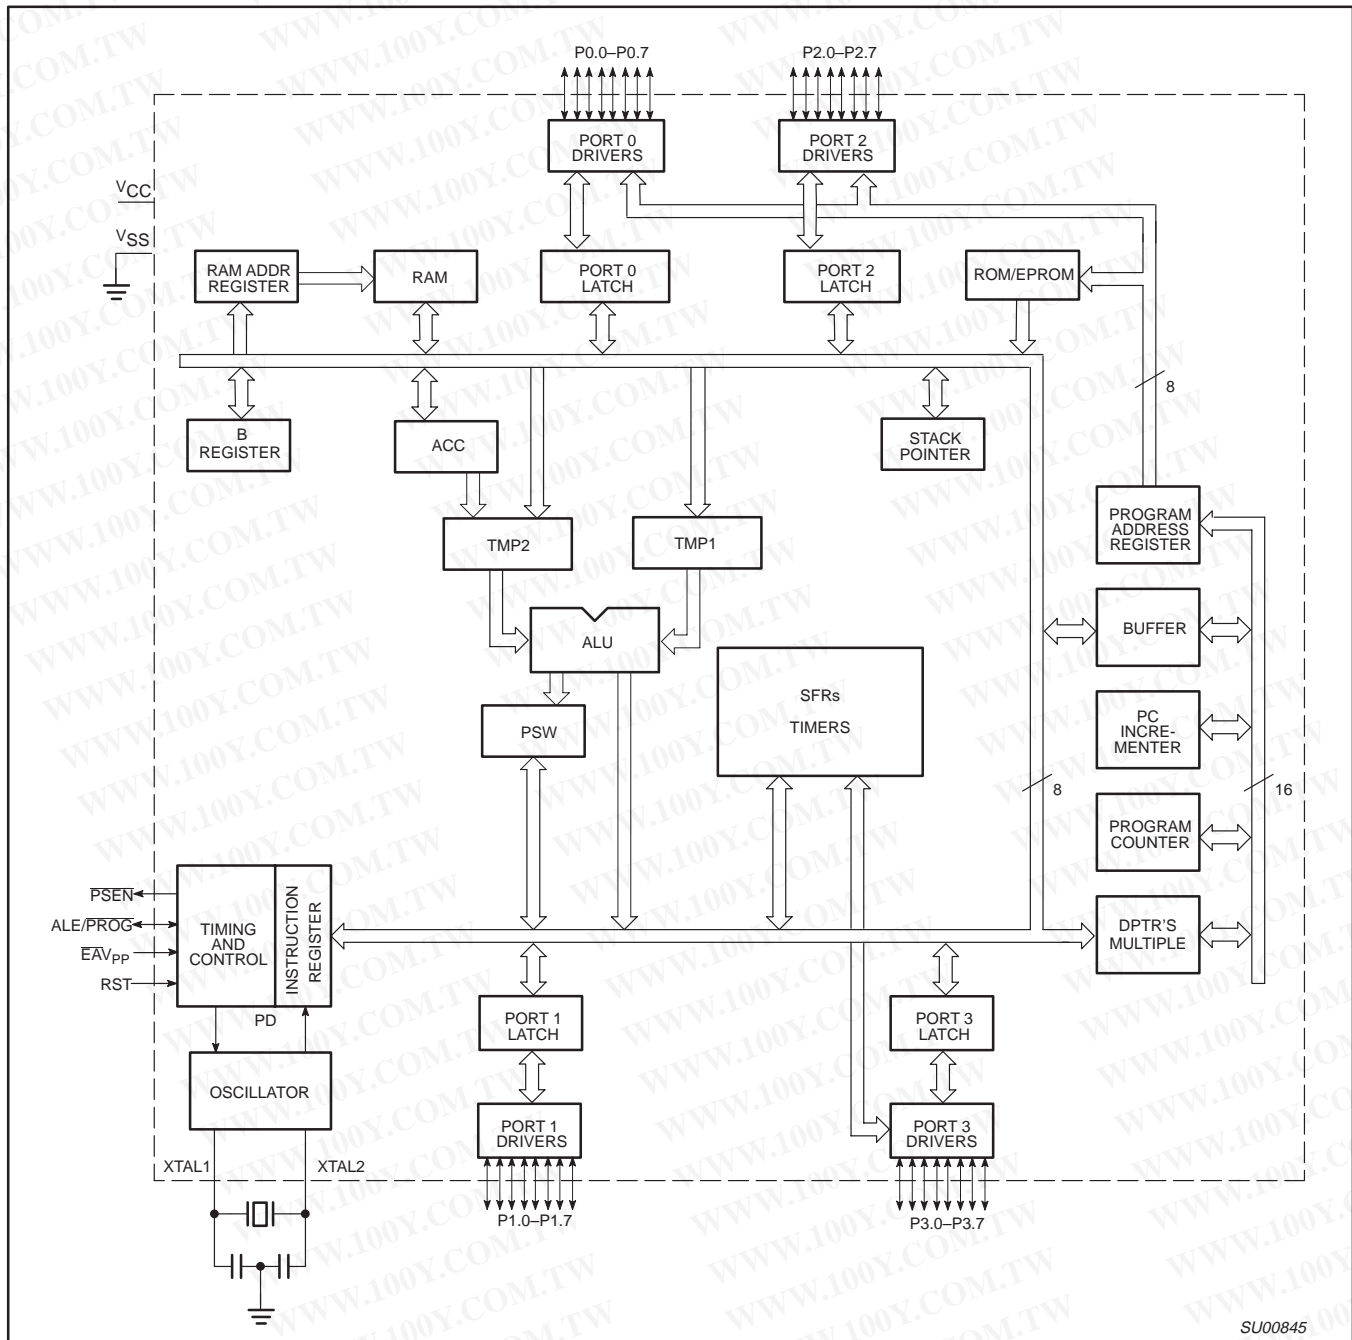 P0.0–P0.7
P2.0–P2.7
PORT 0
DRIVERS
PORT 2
DRIVERS
VCC
VSS
RAM ADDR
REGISTER
RAM
PORT 0
LATCH
PORT 2
LATCH
ROM/EPROM
8
B
REGISTER
ACC
STACK
POINTER
PROGRAM
ADDRESS
REGISTER
TMP2
TMP1
BUFFER
ALU
SFRs
TIMERS
PSW
PC
INCRE-
MENTER
8
16
PROGRAM
COUNTER
PSEN
ALE/PROG
EAVPP
RST
TIMING
AND
CONTROL
INSTRUCTION
REGISTER
DPTR'S
MULTIPLE
PD
PORT 1
LATCH
PORT 3
LATCH
OSCILLATOR
PORT 1
DRIVERS
PORT 3
DRIVERS
XTAL1
XTAL2
P1.0–P1.7
P3.0–P3.7
SU00845
WWW.100Y.COM.TW